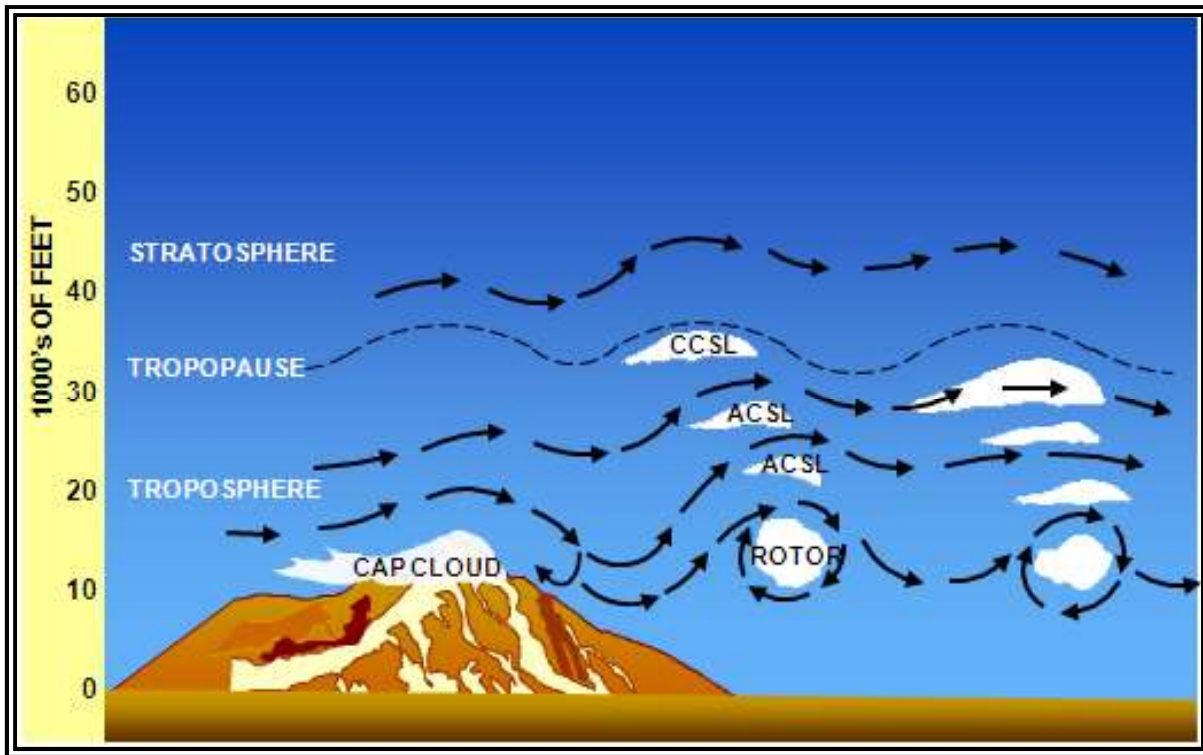 60
50
STRATOSPHERE
40
1000's OF FEET
CCSL
TROPOPAUSE
30
ACSL
ACSL
TROPOSPHERE
20
CAP CLOUD
ROTOR
10
0